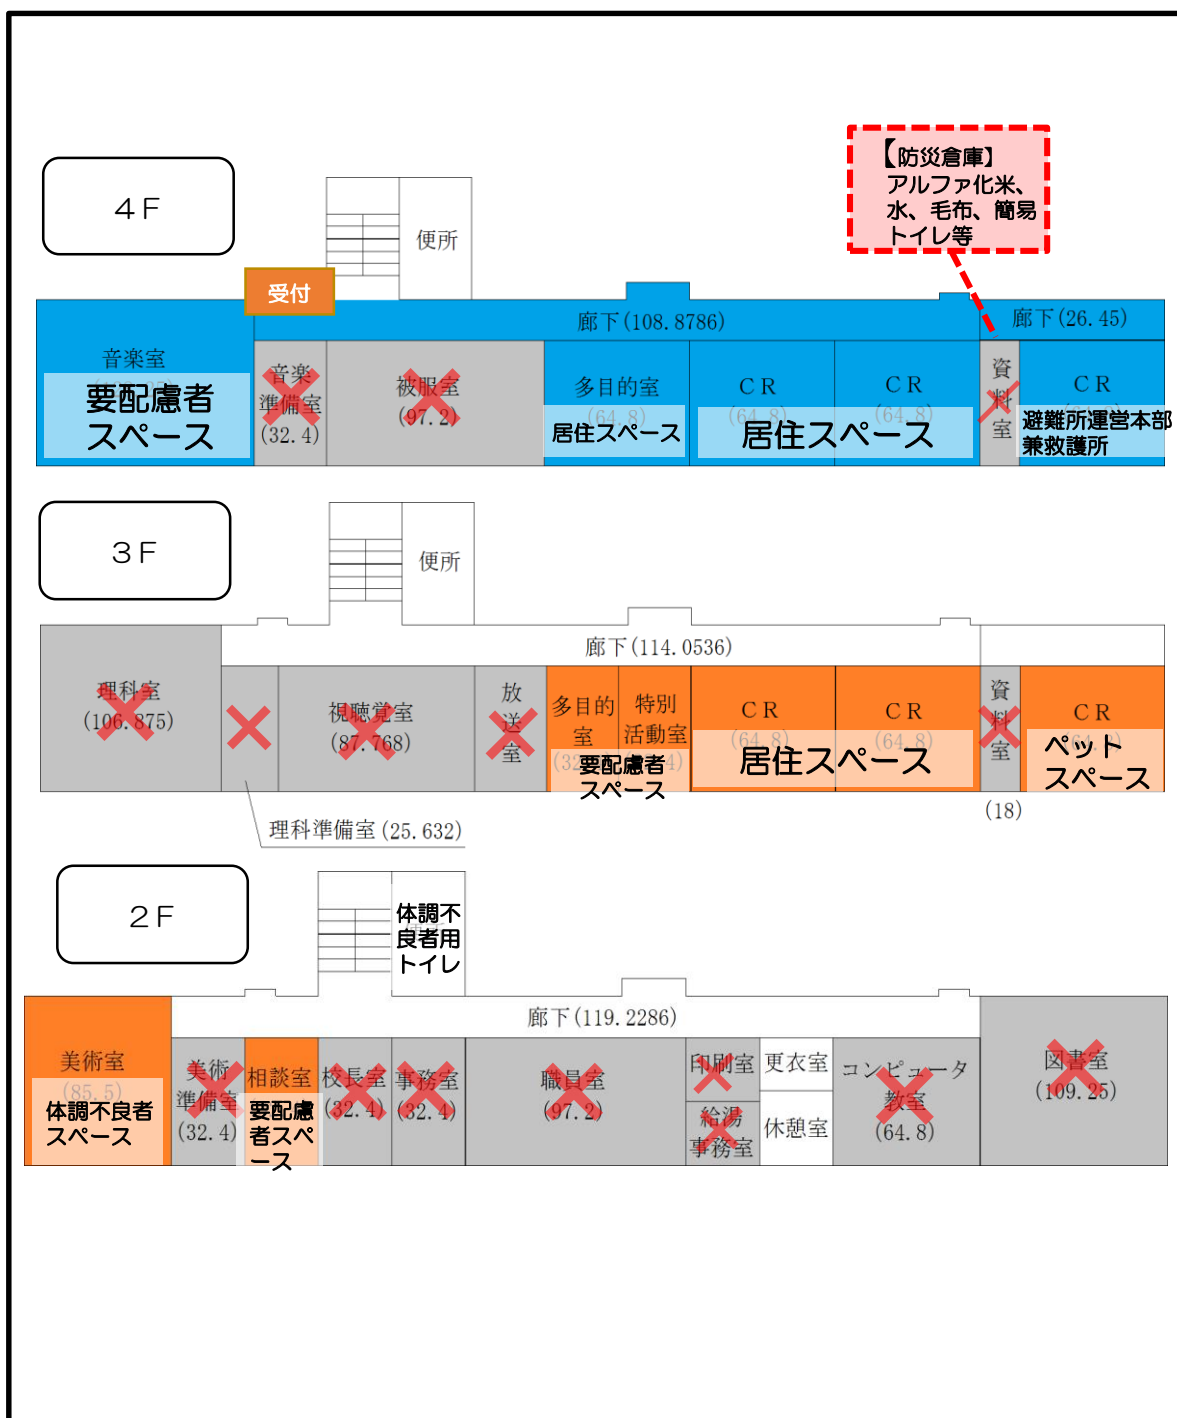 【防災倉庫】
アルファ化米、
水、毛布、簡易
トイレ等
４Ｆ
便所
受付
廊下(108.8786)
廊下(26.45)
音楽室
要配慮者
スペース
音楽
準備室
(32.4)
被服室
(97.2)
多目的室
(64.8)
居住スペース
ＣＲ
(64.8)
ＣＲ
(64.8)
居住スペース
資
料
室
ＣＲ
避難所運営本部
兼救護所
３Ｆ
便所
廊下(114.0536)
理科室
(106.875)
視聴覚室
(87.768)
放
送
室
多目的
室
特別
活動室
要配慮者
スペース
ＣＲ
(64.8)
ＣＲ
(64.8)
居住スペース
資
料
室
(18)
ＣＲ
ペット
スペース
理科準備室(25.632)
２Ｆ
体調不
良者用
トイレ
廊下(119.2286)
美術室
(85.5)
体調不良者
スペース
美術
準備室
(32.4)
相談室
要配慮
者スペ
ース
校長室
(32.4)
事務室
(32.4)
職員室
(97.2)
印刷室
給湯
事務室
更衣室
休憩室
コンピュータ
教室
(64.8)
図書室
(109.25)